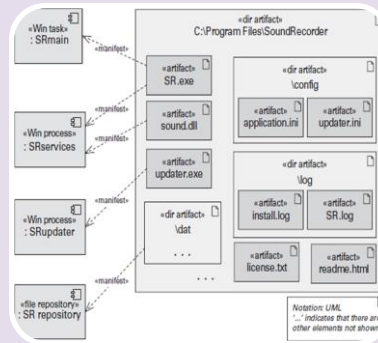 «Win task»
: SRmain
«Win process»
: SRservices
«Win process»
: SRupdater
«file repository»
: SR repository
«manifest»
«manifest»
«manifest»
«manifest»
«manifest»
«dir artifact»
C:\Program Files\SoundRecorder
«artifact»
SR.exe
«artifact»
sound.dll
«artifact»
updater.exe
«dir artifact»
\dat
. . .
«dir artifact»
\config
«artifact»
application.ini
«artifact»
updater.ini
«dir artifact»
\log
«artifact»
install.log
«artifact»
SR.log
. . .
«artifact»
license.txt
«artifact»
readme.html
Notation: UML
'...' indicates that there are
other elements not shown